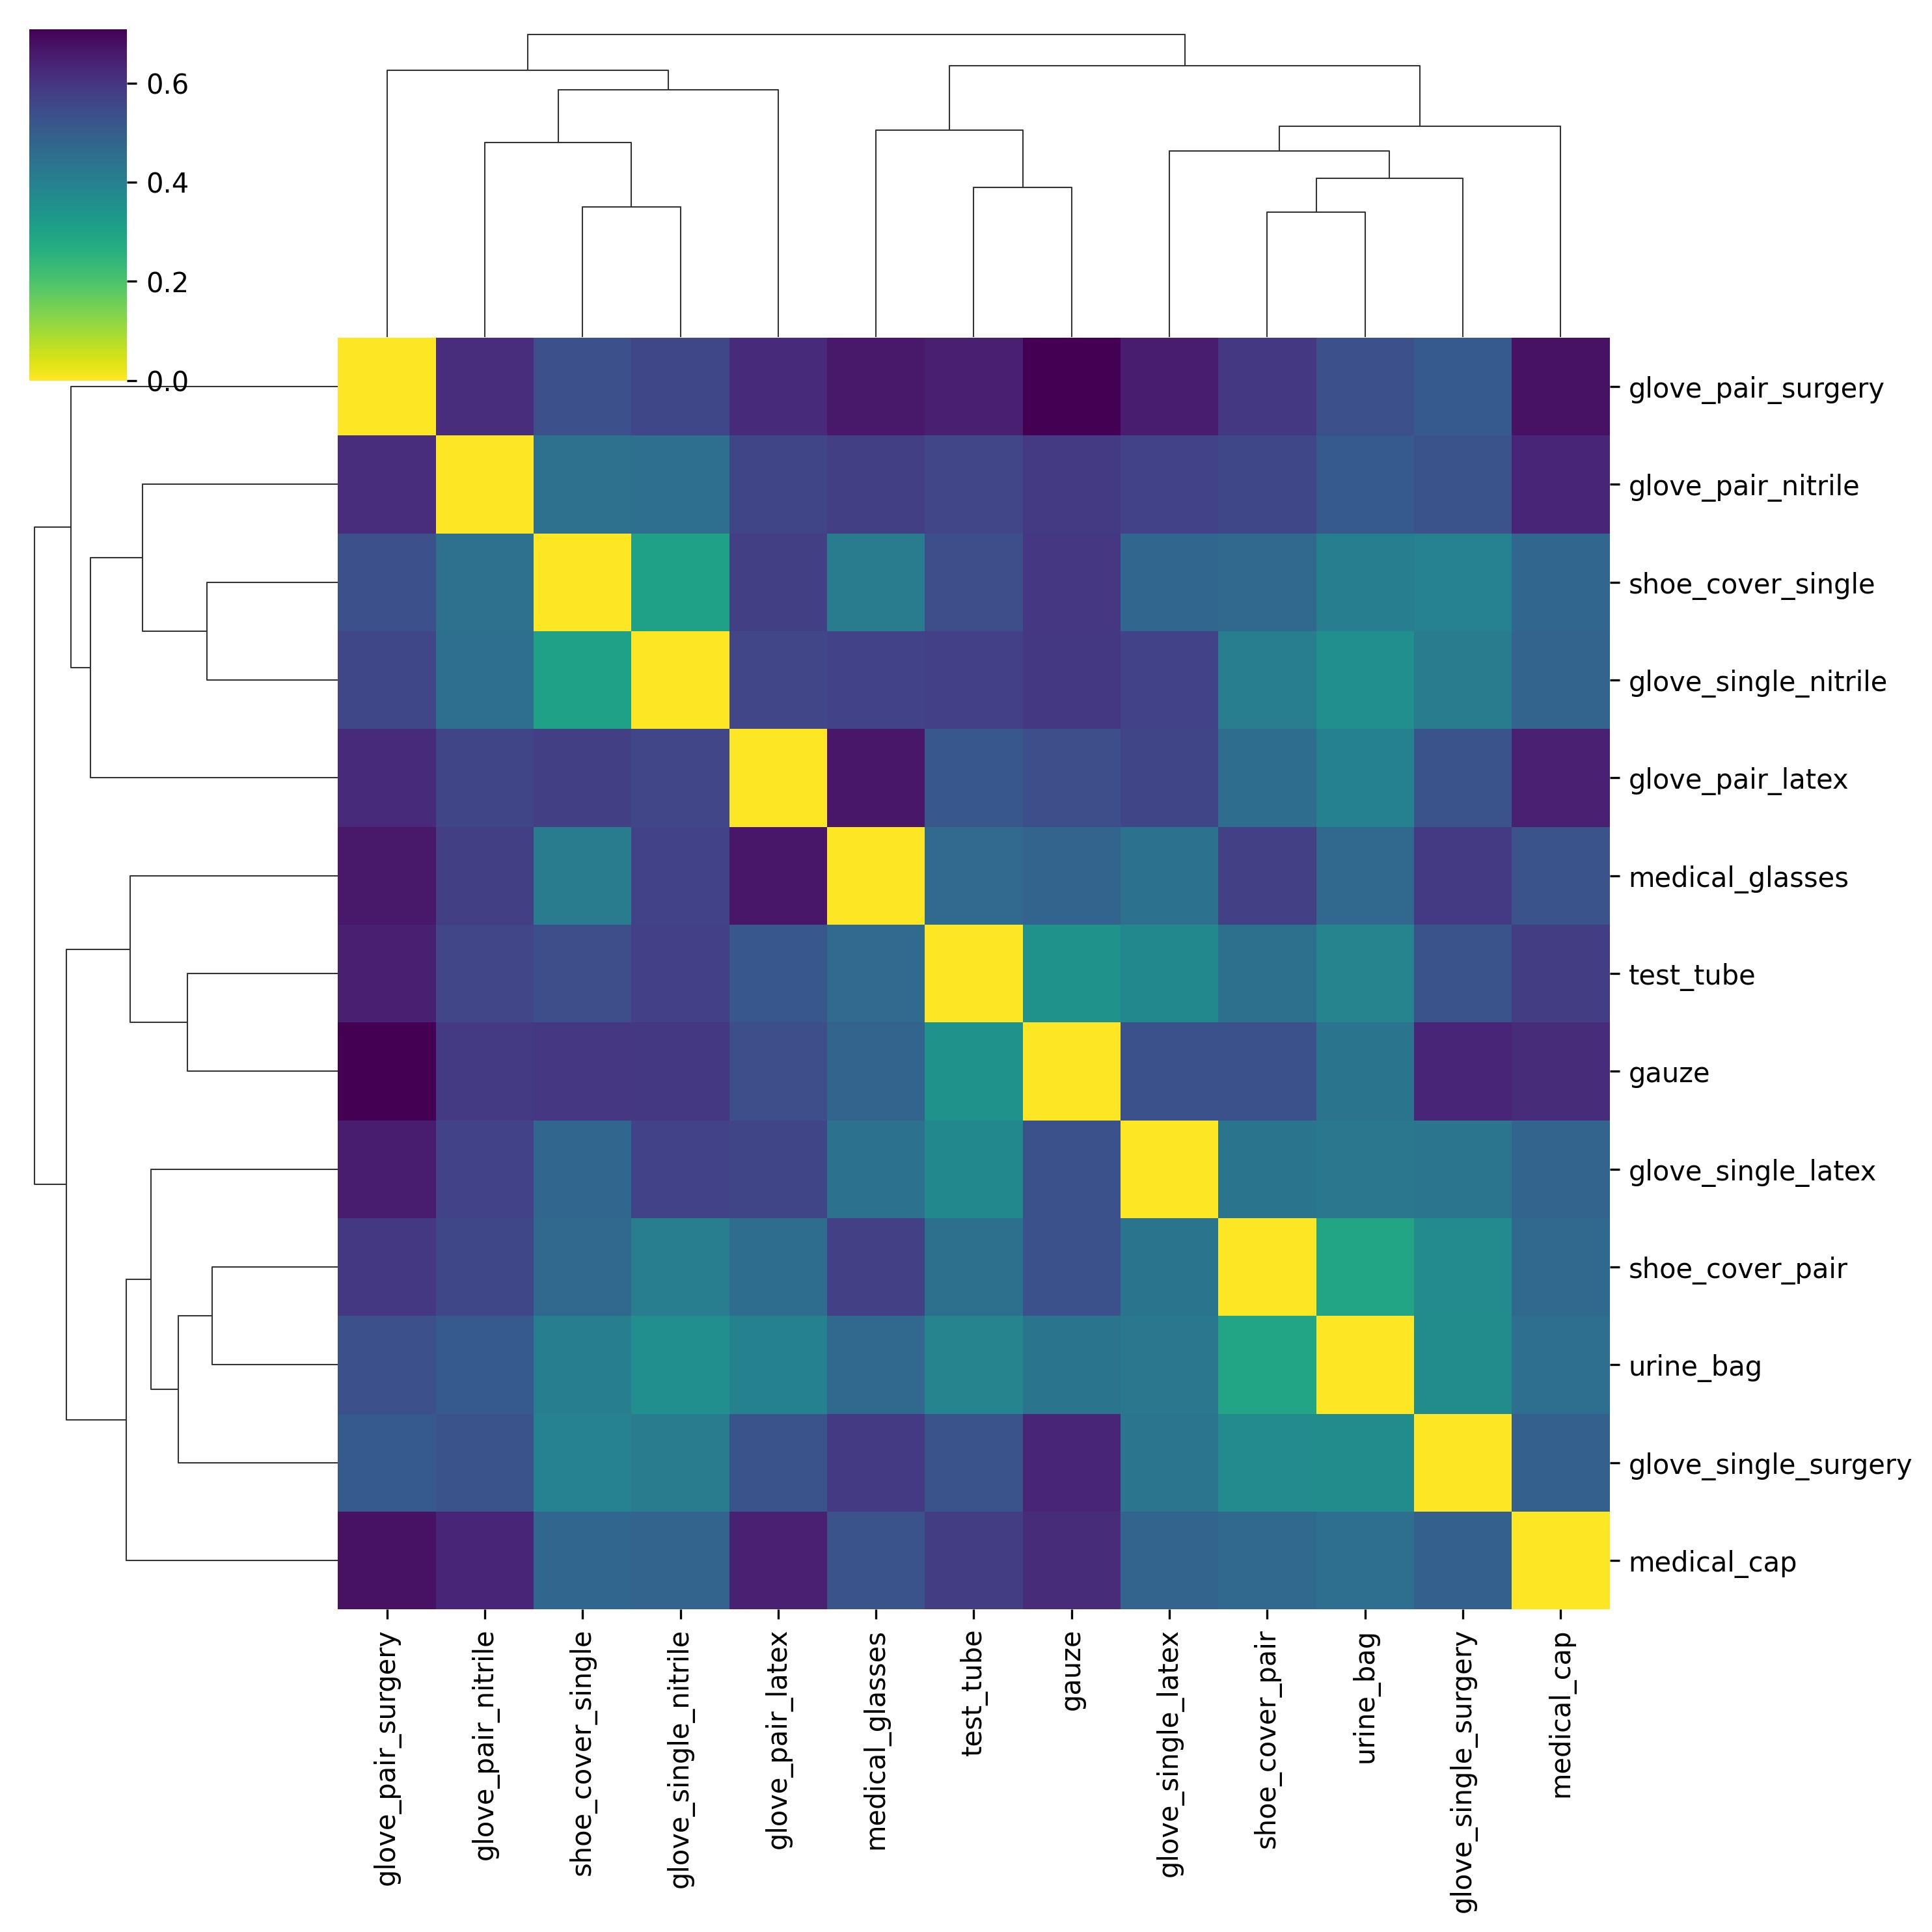 0.6
0.4
0.2
0.0
glove_pair_surgery
glove_pair_nitrile
shoe_cover_single
glove_single_nitrile
glove_pair_latex
medical_glasses
test_tube
gauze
glove_single_latex
shoe_cover_pair
urine_bag
glove_single_surgery
medical_cap
glove_pair_surgery
glove_pair_nitrile
shoe_cover_single
glove_single_nitrile
glove_pair_latex
medical_glasses
test_tube
gauze
glove_single_latex
shoe_cover_pair
urine_bag
glove_single_surgery
medical_cap